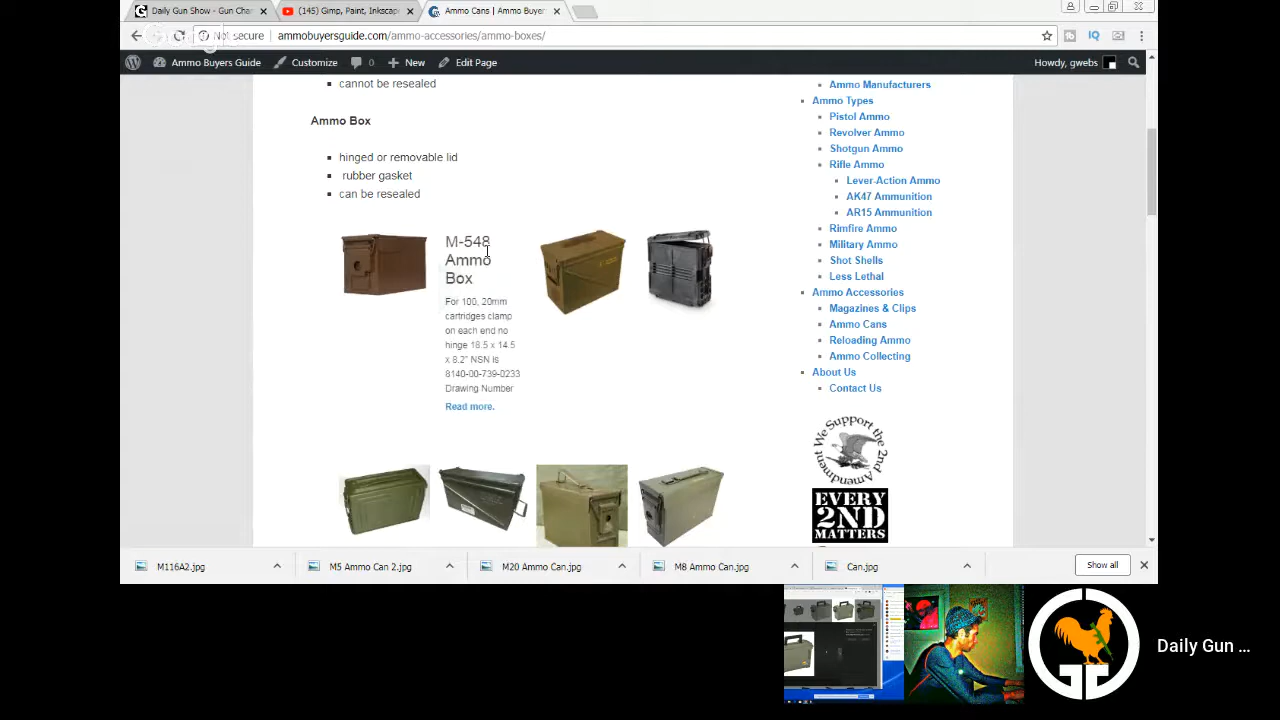 Daily Gun Show - Gun Chan
(145) Gimp, Paint, Inkscape
Ammo Cans | Ammo Buyer
Not secure
ammobuyersguide.com/ammo-accessories/ammo-boxes/
Ammo Buyers Guide
Customize
0
New
Edit Page
Howdy, gwebs
cannot be resealed
Ammo Box
hinged or removable lid
rubber gasket
can be resealed
M-548
Ammo
Box
For 100, 20mm
cartridges clamp
on each end no
hinge 18.5 x 14.5
x 8.2" NSN is
8140-00-739-0233
Drawing Number
Read more.
Ammo Manufacturers
Ammo Types
Pistol Ammo
Revolver Ammo
Shotgun Ammo
Rifle Ammo
Lever-Action Ammo
AK47 Ammunition
AR15 Ammunition
Rimfire Ammo
Military Ammo
Shot Shells
Less Lethal
Ammo Accessories
Magazines & Clips
Ammo Cans
Reloading Ammo
Ammo Collecting
About Us
Contact Us
We Support the
2nd
Amendment
EVERY
2ND
MATTERS
M116A2.jpg
M5 Ammo Can 2.jpg
M20 Ammo Can.jpg
M8 Ammo Can.jpg
Can.jpg
Show all
Daily Gun ...